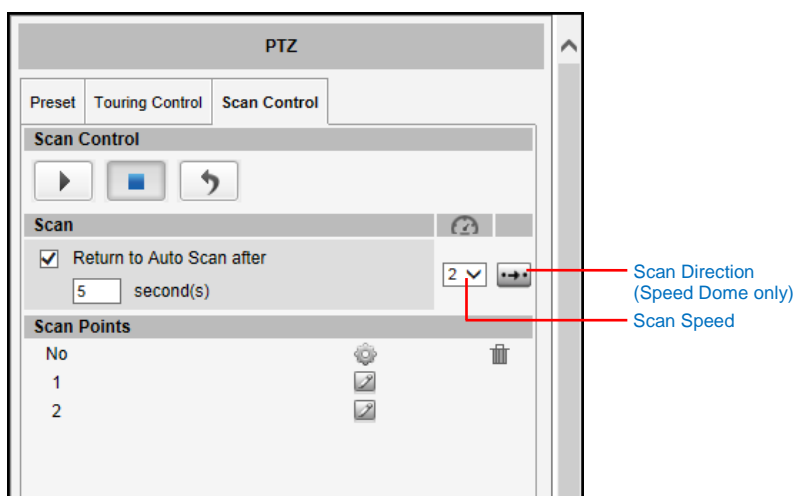 PTZ
Preset Touring Control Scan Control
Scan Control
Scan
Return to Auto Scan after
5 second(s)
2
Scan Direction
(Speed Dome only)
Scan Speed
Scan Points
No
1
2